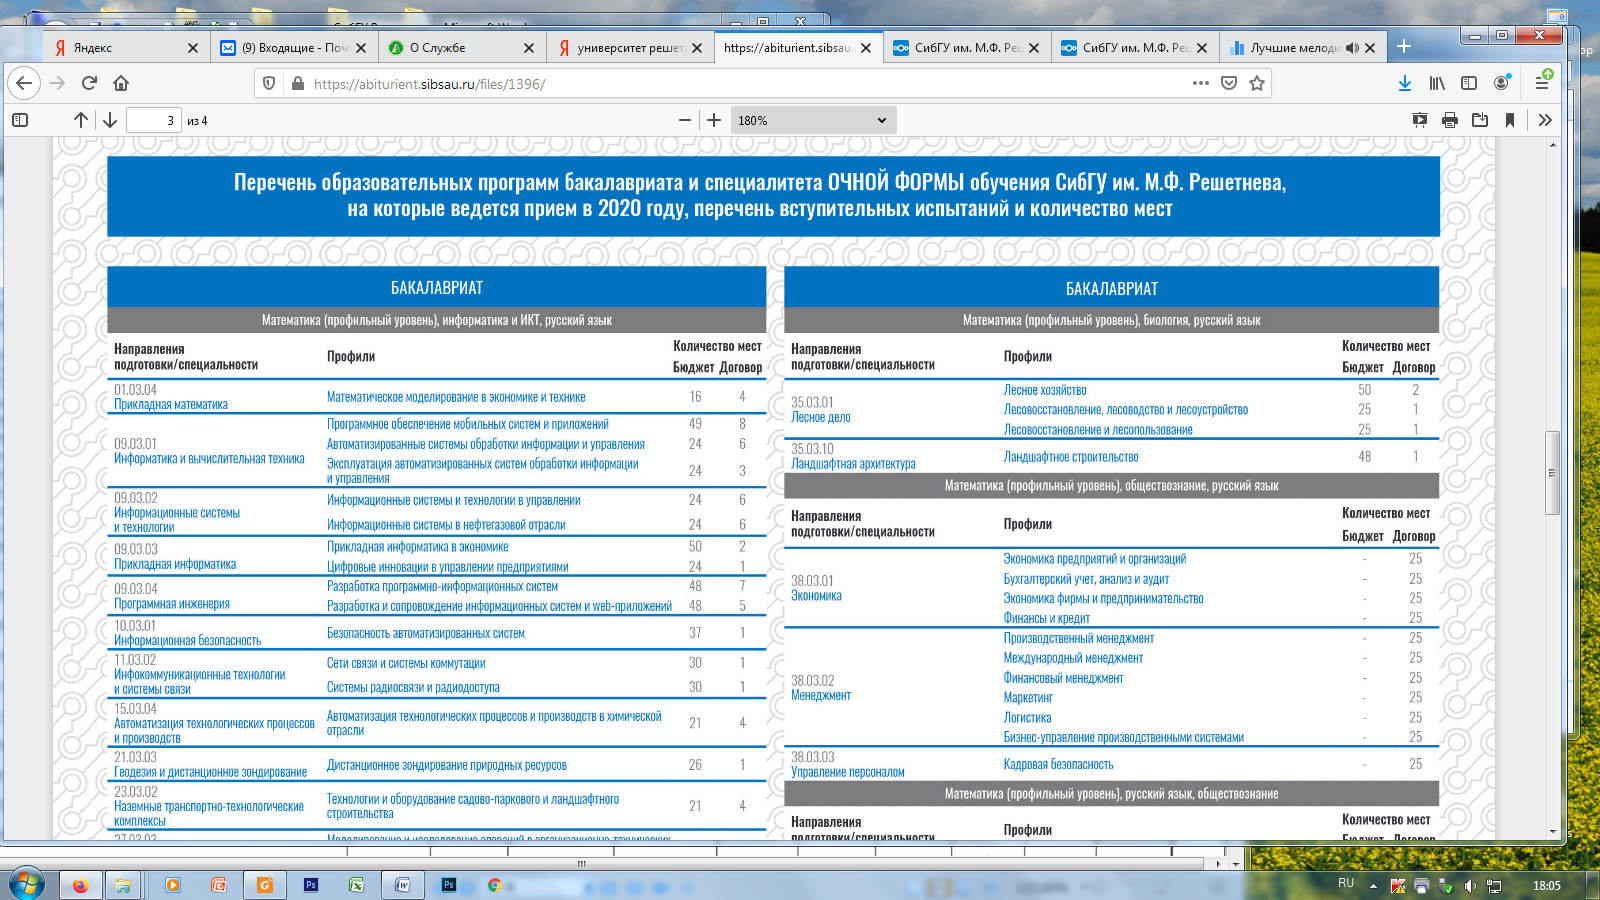 Яндекс
(9) Входящие - Поч
О Службе
университет решет
https://abiturient.sibsau.
СибГУ им. М.Ф. Реш
СибГУ им. М.Ф. Реш
Лучшие мелоди
https://abiturient.sibsau.ru/files/1396/
3 из 4
180%
Перечень образовательных программ бакалавриата и специалитета ОЧНОЙ ФОРМЫ обучения СибГУ им. М.Ф. Решетнева,
на которые ведется прием в 2020 году, перечень вступительных испытаний и количество мест
БАКАЛАВРИАТ
Математика (профильный уровень), информатика и ИКТ, русский язык
Направления
подготовки/специальности
Профили
Количество мест
Бюджет Договор
01.03.04
Прикладная математика
Математическое моделирование в экономике и технике 16 4
09.03.01
Информатика и вычислительная техника
Программное обеспечение мобильных систем и приложений 49 8
Автоматизированные системы обработки информации и управления 24 6
Эксплуатация автоматизированных систем обработки информации
и управления
24 3
09.03.02
Информационные системы
и технологии
Информационные системы и технологии в управлении 24 6
Информационные системы в нефтегазовой отрасли 24 6
09.03.03
Прикладная информатика
Прикладная информатика в экономике 50 2
Цифровые инновации в управлении предприятиями 24 1
09.03.04
Программная инженерия
Разработка программно-информационных систем 48 7
Разработка и сопровождение информационных систем и web-приложений 48 5
10.03.01
Информационная безопасность
Безопасность автоматизированных систем 37 1
11.03.02
Инфокоммуникационные технологии
и системы связи
Сети связи и системы коммутации 30 1
Системы радиосвязи и радиодоступа 30 1
15.03.04
Автоматизация технологических процессов
и производств
Автоматизация технологических процессов и производств в химической
отрасли
21 4
21.03.03
Геодезия и дистанционное зондирование
Дистанционное зондирование природных ресурсов 26 1
23.03.02
Наземные транспортно-технологические
комплексы
Технологии и оборудование садово-паркового и ландшафтного
строительства
21 4
27.03.03
Моделирование и исследование операций в организационно-технических
БАКАЛАВРИАТ
Математика (профильный уровень), биология, русский язык
Направления
подготовки/специальности
Профили
Количество мест
Бюджет Договор
35.03.01
Лесное дело
Лесное хозяйство 50 2
Лесовосстановление, лесоводство и лесоустройство 25 1
Лесовосстановление и лесопользование 25 1
35.03.10
Ландшафтная архитектура
Ландшафтное строительство 48 1
Математика (профильный уровень), обществознание, русский язык
Направления
подготовки/специальности
Профили
Количество мест
Бюджет Договор
38.03.01
Экономика
Экономика предприятий и организаций - 25
Бухгалтерский учет, анализ и аудит - 25
Экономика фирмы и предпринимательство - 25
Финансы и кредит - 25
38.03.02
Менеджмент
Производственный менеджмент - 25
Международный менеджмент - 25
Финансовый менеджмент - 25
Маркетинг - 25
Логистика - 25
Бизнес-управление производственными системами - 25
38.03.03
Управление персоналом
Кадровая безопасность - 25
Математика (профильный уровень), русский язык, обществознание
Направления
подготовки/специальности
Профили
Количество мест
Бюджет Договор
RU
18:05